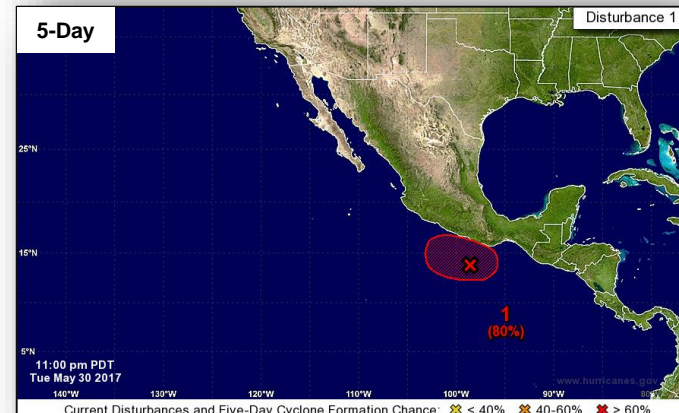 5-Day
Disturbance 1
25°N
15°N
1
(80%)
5°N
11:00 pm PDT
Tue May 30 2017
www.hurricanes.gov
140°W 130°W 120°W 110°W 100°W 90°W 80°W
Current Disturbances and Five-Day Cyclone Formation Chance: < 40% 40-60% > 60%